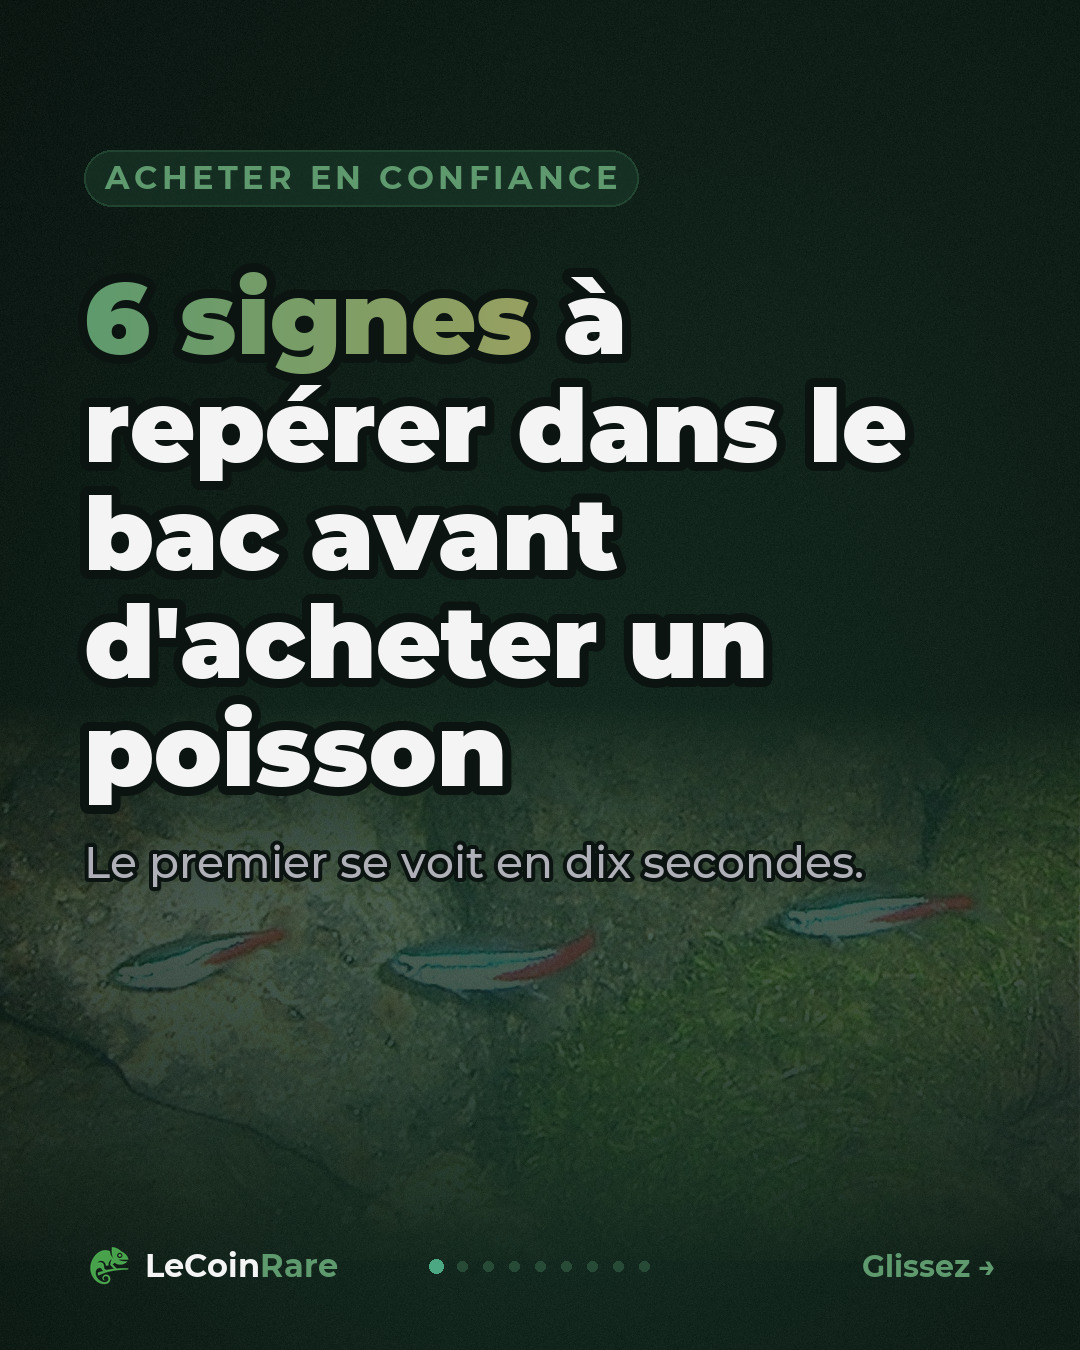 ACHETER EN CONFIANCE
6 signes à
repérer dans le
bac avant
d'acheter un
poisson
Le premier se voit en dix secondes.
LeCoinRare
Glissez →